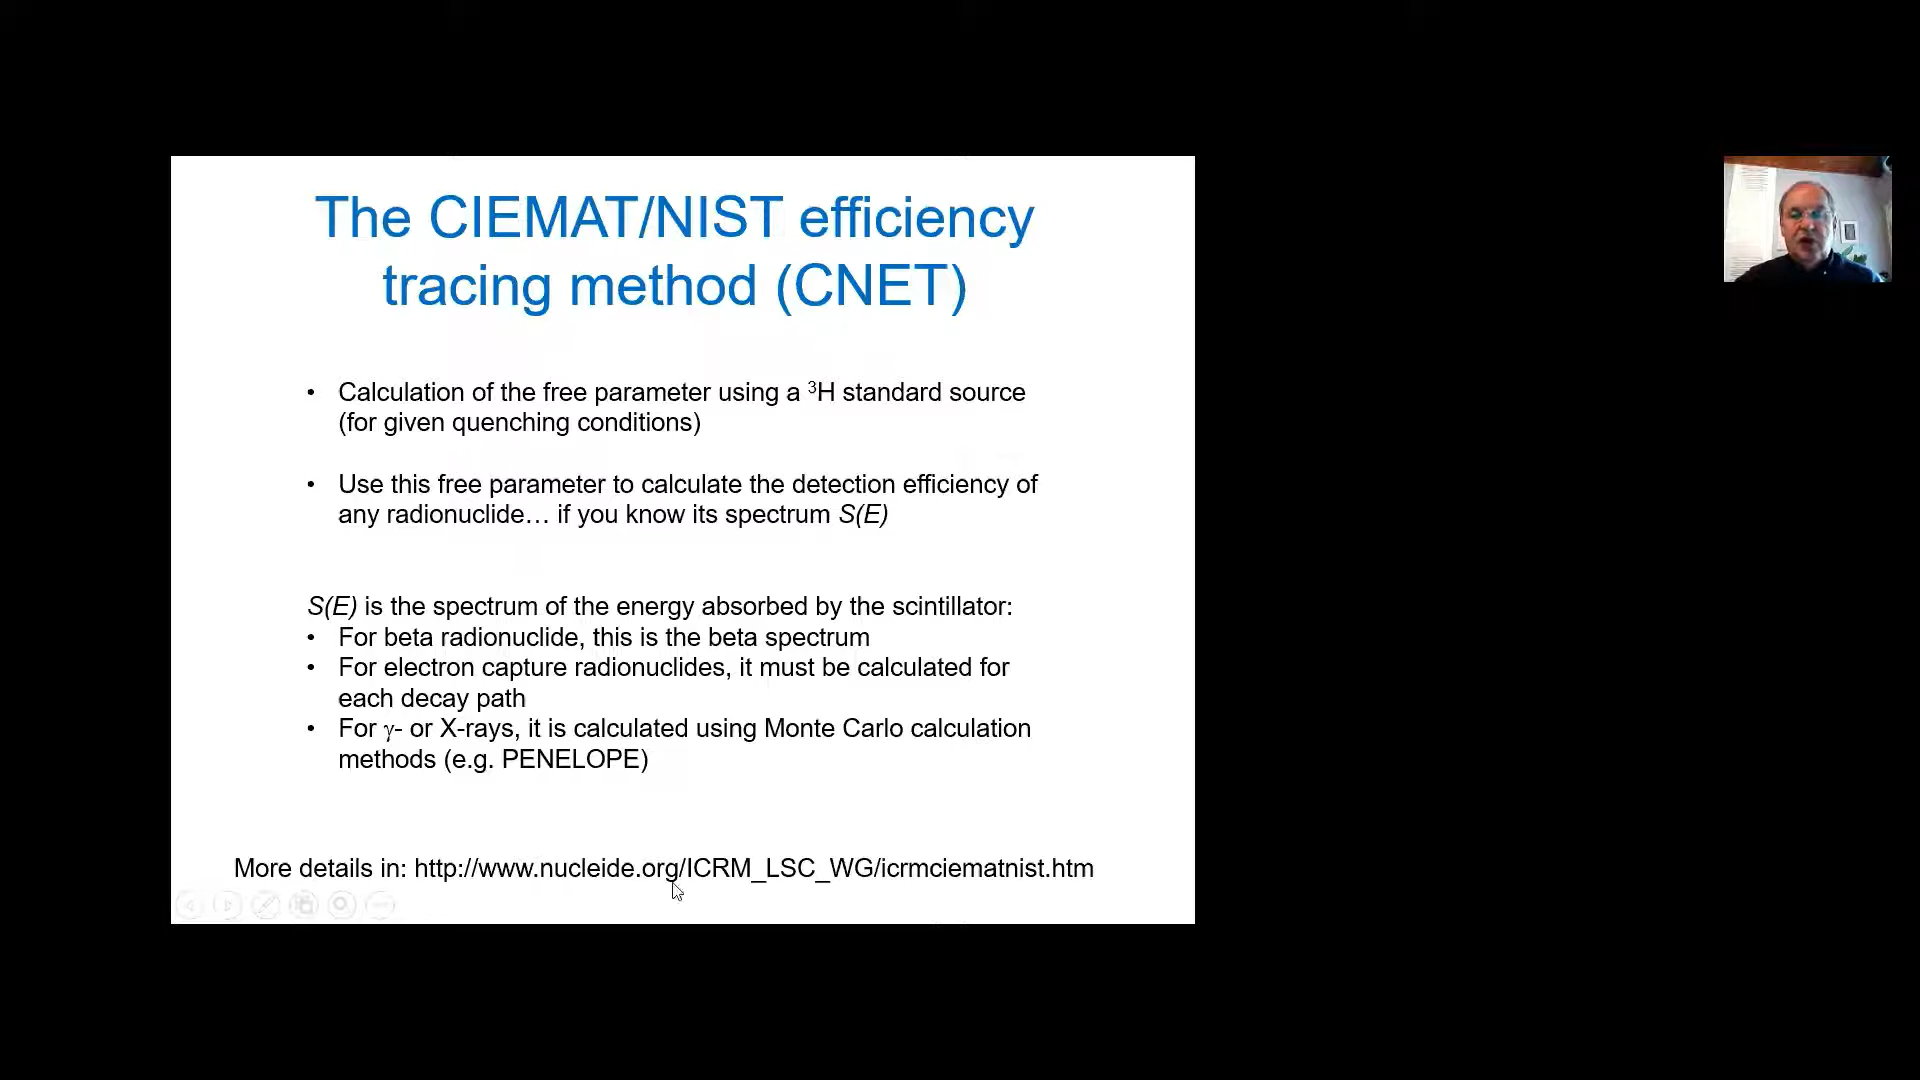 The CIEMAT/NIST efficiency
tracing method (CNET)
• Calculation of the free parameter using a ³H standard source
(for given quenching conditions)
• Use this free parameter to calculate the detection efficiency of
any radionuclide… if you know its spectrum S(E)
S(E) is the spectrum of the energy absorbed by the scintillator:
• For beta radionuclide, this is the beta spectrum
• For electron capture radionuclides, it must be calculated for
each decay path
• For γ- or X-rays, it is calculated using Monte Carlo calculation
methods (e.g. PENELOPE)
More details in: http://www.nucleide.org/ICRM_LSC_WG/icrmciematnist.htm